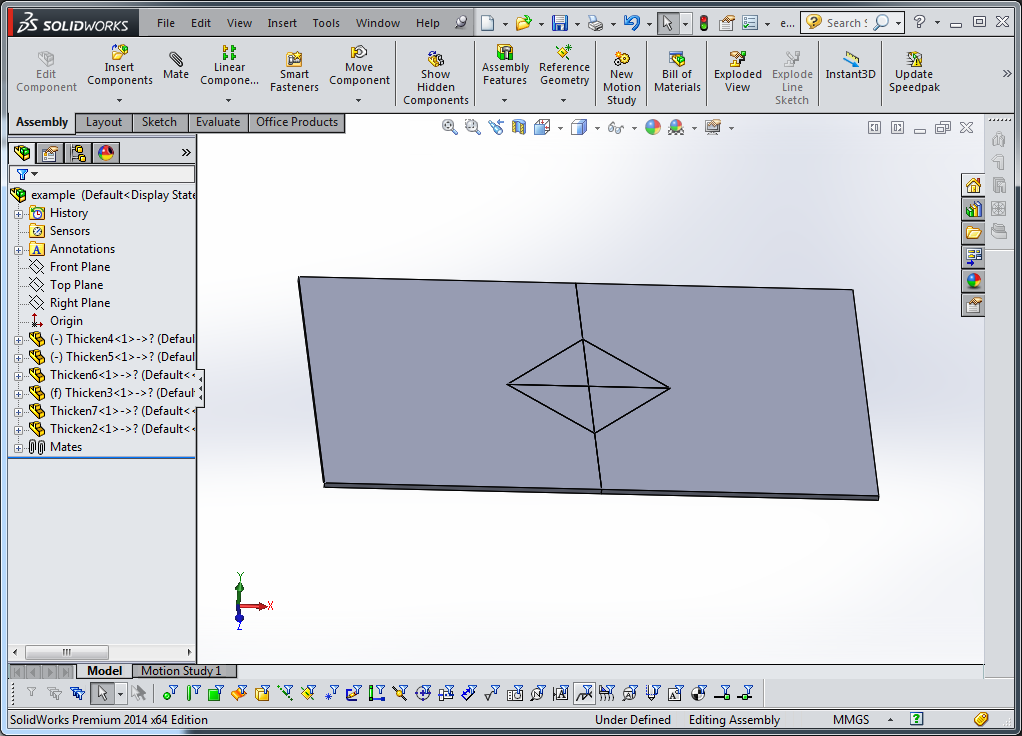 SOLIDWORKS File Edit View Insert Tools Window Help e... Search S
Edit Component
Insert Components
Mate
Linear Compone...
Smart Fasteners
Move Component
Show Hidden Components
Assembly Features
Reference Geometry
New Motion Study
Bill of Materials
Exploded View
Explode Line Sketch
Instant3D
Update Speedpak
Assembly Layout Sketch Evaluate Office Products
example (Default<Display State
History
Sensors
A Annotations
Front Plane
Top Plane
Right Plane
Origin
(-) Thicken4<1>->? (Defaul
(-) Thicken5<1>->? (Defaul
Thicken6<1>->? (Default<<
(f) Thicken3<1>->? (Defaul
Thicken7<1>->? (Default<<
Thicken2<1>->? (Default<<
Mates
Y
X
Z
Model Motion Study 1
SolidWorks Premium 2014 x64 Edition Under Defined Editing Assembly MMGS